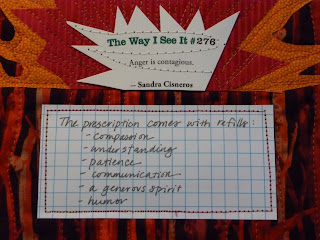 The Way I See It #276
Anger is contagious.
— Sandra Cisneros
The prescription comes with refills:
- compassion
- understanding
- patience
- communication
- a generous spirit
- humor